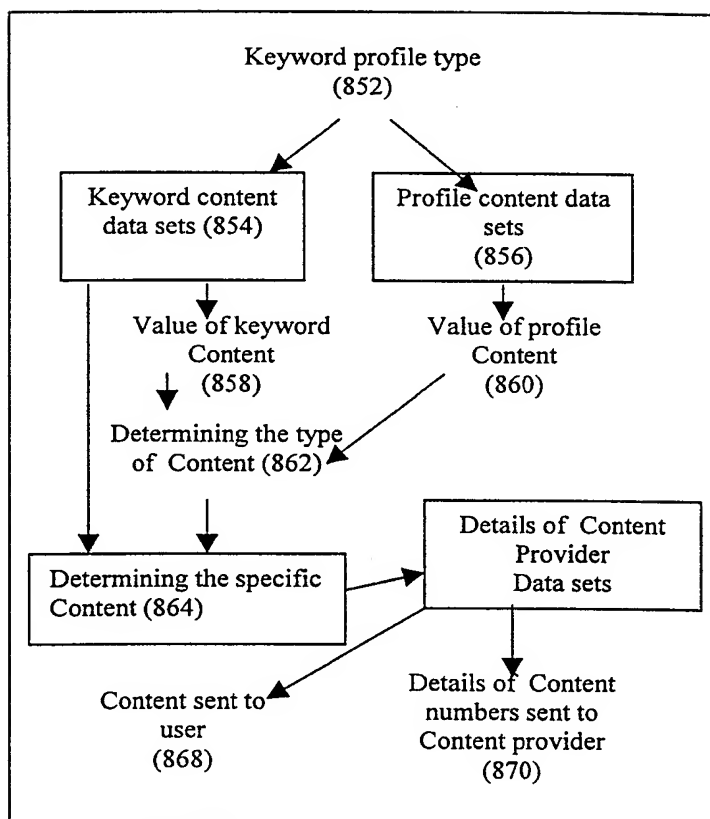 Keyword profile type
(852)
Keyword content
data sets (854)
Profile content data
sets
(856)
Value of keyword
Content
(858)
Value of profile
Content
(860)
Determining the type
of Content (862)
Determining the specific
Content (864)
Details of Content
Provider
Data sets
Content sent to
user
(868)
Details of Content
numbers sent to
Content provider
(870)